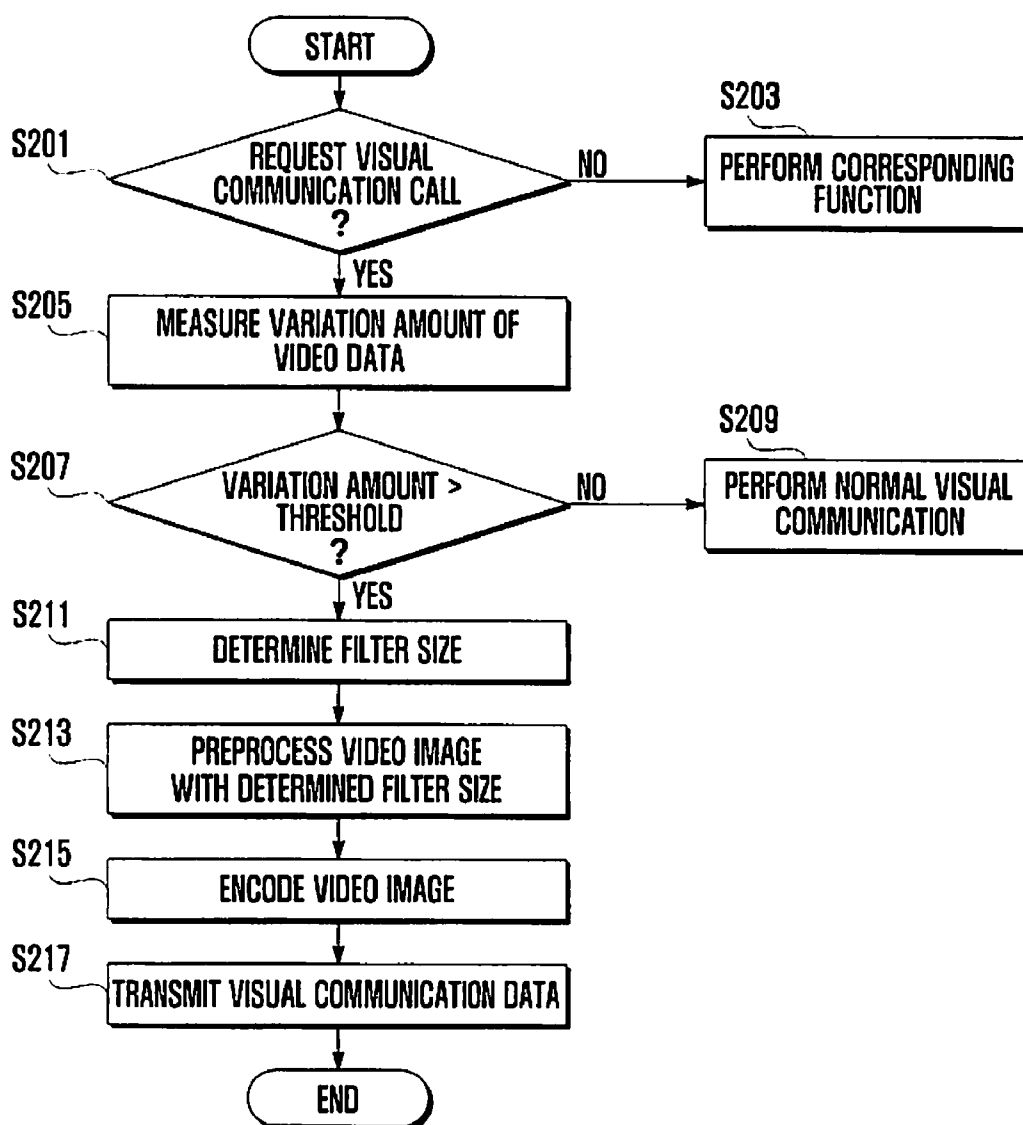 START
S201
REQUEST VISUAL
COMMUNICATION CALL
?
NO
S203
PERFORM CORRESPONDING
FUNCTION
YES
S205
MEASURE VARIATION AMOUNT OF
VIDEO DATA
S207
VARIATION AMOUNT >
THRESHOLD
?
NO
S209
PERFORM NORMAL VISUAL
COMMUNICATION
YES
S211
DETERMINE FILTER SIZE
S213
PREPROCESS VIDEO IMAGE
WITH DETERMINED FILTER SIZE
S215
ENCODE VIDEO IMAGE
S217
TRANSMIT VISUAL COMMUNICATION DATA
END